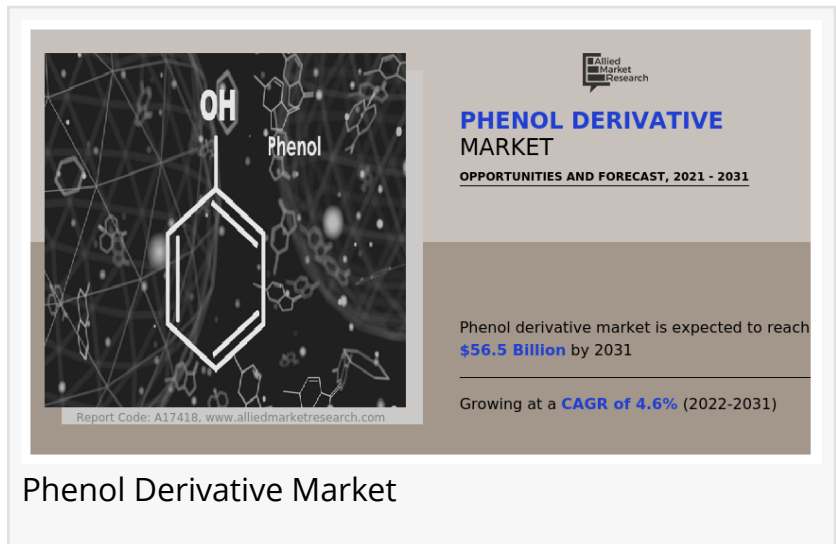 OH
Phenol
Allied
Market
Research
PHENOL DERIVATIVE
MARKET
OPPORTUNITIES AND FORECAST, 2021 - 2031
Phenol derivative market is expected to reach
$56.5 Billion by 2031
Growing at a CAGR of 4.6% (2022-2031)
Report Code: A17418, www.alliedmarketresearch.com
Phenol Derivative Market